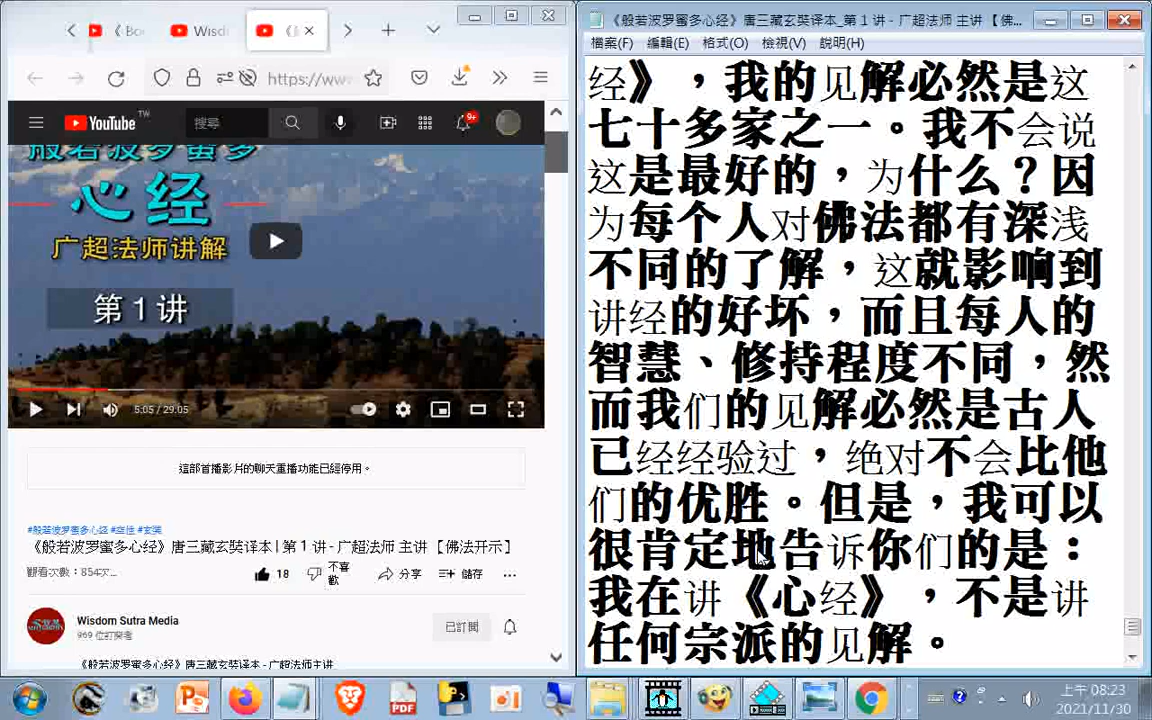 Wisd
https://www
YouTube TW
搜尋
9+
般若波罗蜜多
心经
广超法师讲解
第 1 讲
5:05 / 29:05
這部首播影片的聊天重播功能已經停用。
#般若波罗蜜多心经 #空性 #玄奘
《般若波罗蜜多心经》唐三藏玄奘译本 | 第 1 讲 - 广超法师 主讲 【佛法开示】
觀看次數：854次...
18
不喜歡
分享
儲存
Wisdom Sutra Media
969 位訂閱者
已訂閱
《般若波罗蜜多心经》唐三藏玄奘译本 - 广超法师主讲
《般若波罗蜜多心经》唐三藏玄奘译本_第 1 讲 - 广超法师 主讲 【佛...
檔案(F) 編輯(E) 格式(O) 檢視(V) 說明(H)
经》，我的见解必然是这
七十多家之一。我不会说
这是最好的，为什么？因
为每个人对佛法都有深浅
不同的了解，这就影响到
讲经的好坏，而且每人的
智慧、修持程度不同，然
而我们的见解必然是古人
已经经验过，绝对不会比他
们的优胜。但是，我可以
很肯定地告诉你们的是：
我在讲《心经》，不是讲
任何宗派的见解。
PDF
上午 08:23
2021/11/30